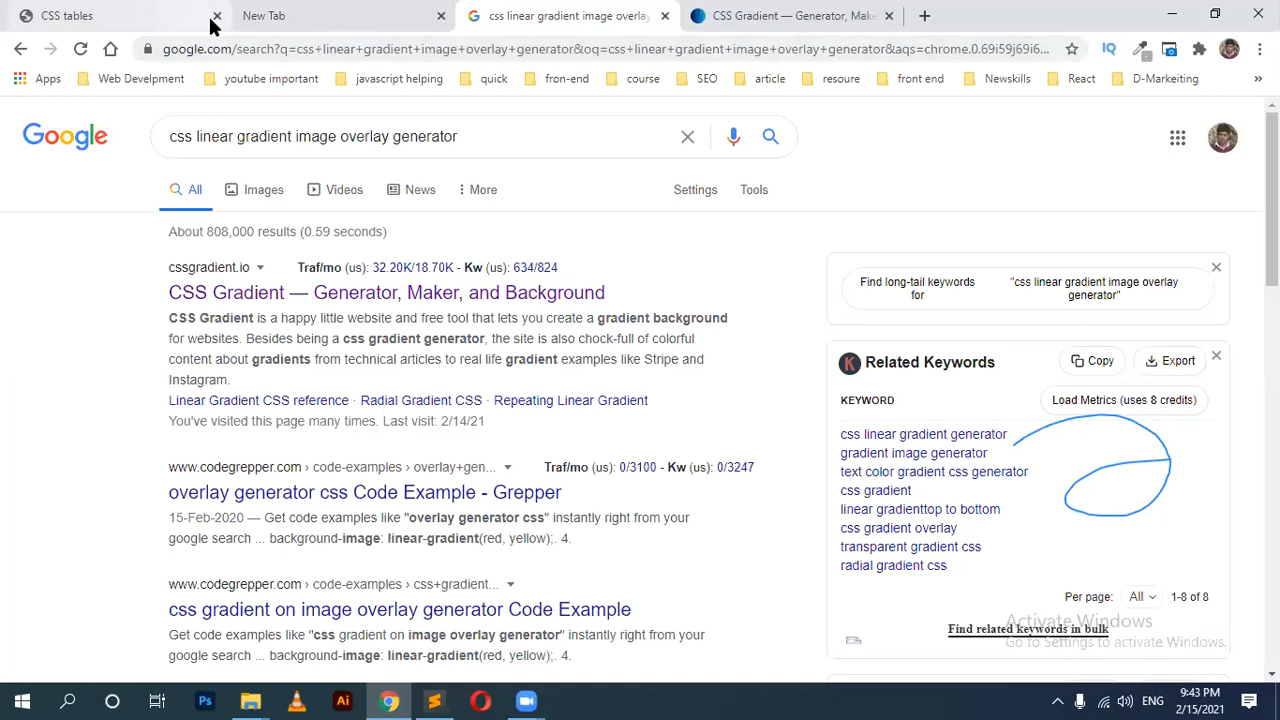 CSS tables
New Tab
css linear gradient image overlay
CSS Gradient — Generator, Make
google.com/search?q=css+linear+gradient+image+overlay+generator&oq=css+linear+gradient+image+overlay+generator&aqs=chrome.0.69i59j69i6...
IQ
Apps
Web Develpment
youtube important
javascript helping
quick
fron-end
course
SEO
article
resoure
front end
Newskills
React
D-Markeiting
»
Google
css linear gradient image overlay generator
All
Images
Videos
News
More
Settings
Tools
About 808,000 results (0.59 seconds)
cssgradient.io
Traf/mo (us): 32.20K/18.70K - Kw (us): 634/824
CSS Gradient — Generator, Maker, and Background
CSS Gradient is a happy little website and free tool that lets you create a gradient background
for websites. Besides being a css gradient generator, the site is also chock-full of colorful
content about gradients from technical articles to real life gradient examples like Stripe and
Instagram.
Linear Gradient CSS reference · Radial Gradient CSS · Repeating Linear Gradient
You've visited this page many times. Last visit: 2/14/21
www.codegrepper.com › code-examples › overlay+gen...
Traf/mo (us): 0/3100 - Kw (us): 0/3247
overlay generator css Code Example - Grepper
15-Feb-2020 — Get code examples like "overlay generator css" instantly right from your
google search ... background-image: linear-gradient(red, yellow);. 4.
www.codegrepper.com › code-examples › css+gradient...
css gradient on image overlay generator Code Example
Get code examples like "css gradient on image overlay generator" instantly right from your
google search ... background-image: linear-gradient(red, yellow);. 4.
Find long-tail keywords
for
"css linear gradient image overlay
generator"
K
Related Keywords
Copy
Export
KEYWORD
Load Metrics (uses 8 credits)
css linear gradient generator
gradient image generator
text color gradient css generator
css gradient
linear gradienttop to bottom
css gradient overlay
transparent gradient css
radial gradient css
Per page:
All
1-8 of 8
Find related keywords in bulk
Activate Windows
Go to Settings to activate Windows.
Ps
Ai
ENG
9:43 PM
2/15/2021